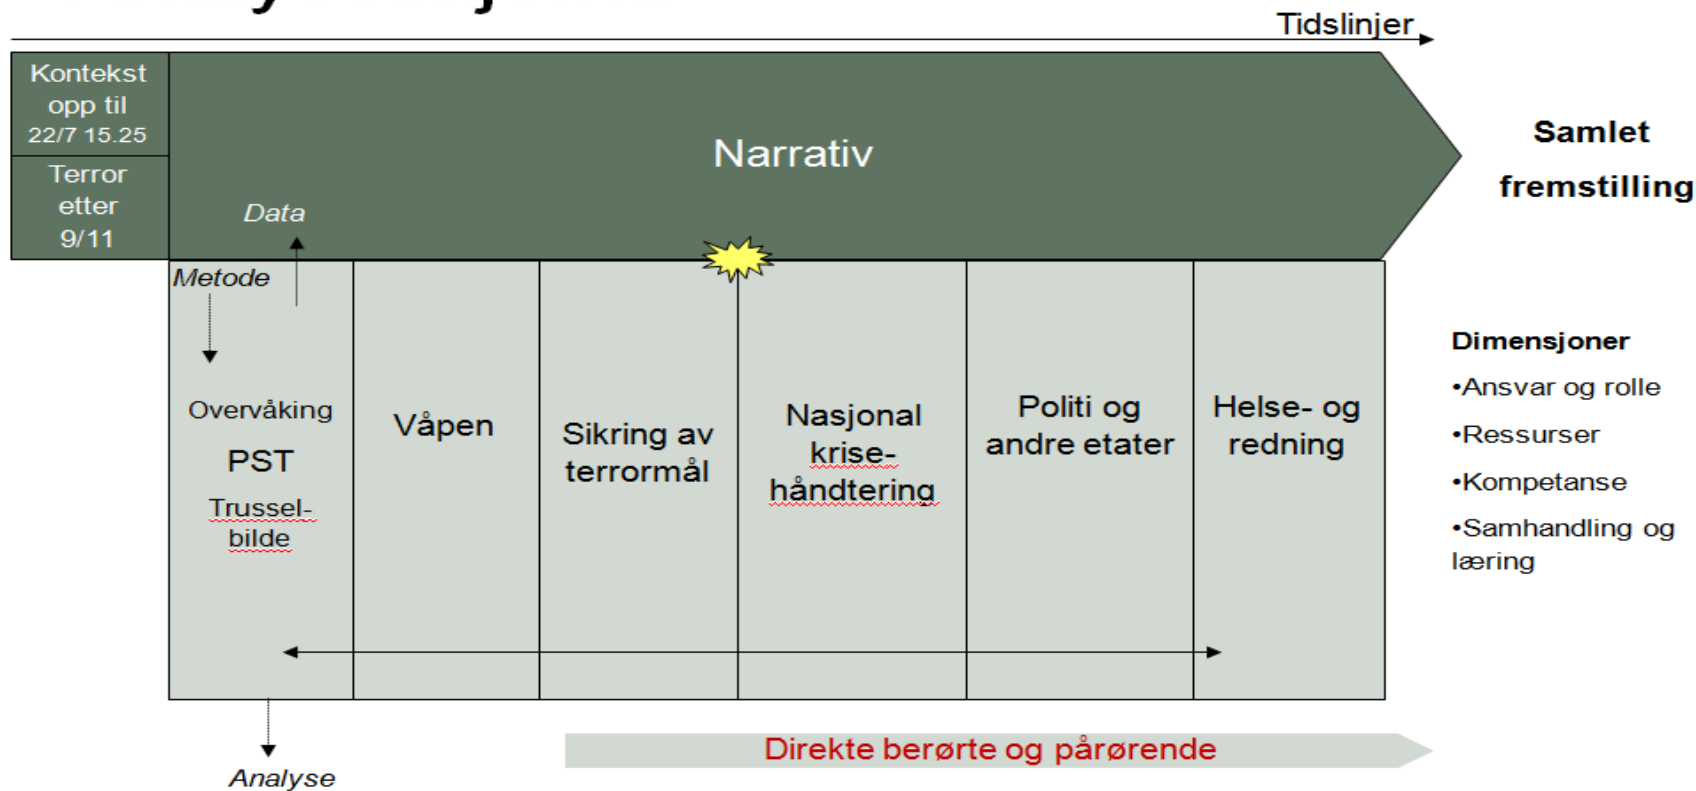 Tidslinjer
Kontekst
opp til
22/7 15.25
Terror
etter
9/11
Narrativ
Data
Samlet
fremstilling
Metode
Overvåking
PST
Trussel-
bilde
Våpen
Sikring av
terrormål
Nasjonal
krise-
håndtering
Politi og
andre etater
Helse- og
redning
Dimensjoner
•Ansvar og rolle
•Ressurser
•Kompetanse
•Samhandling og
læring
Direkte berørte og pårørende
Analyse